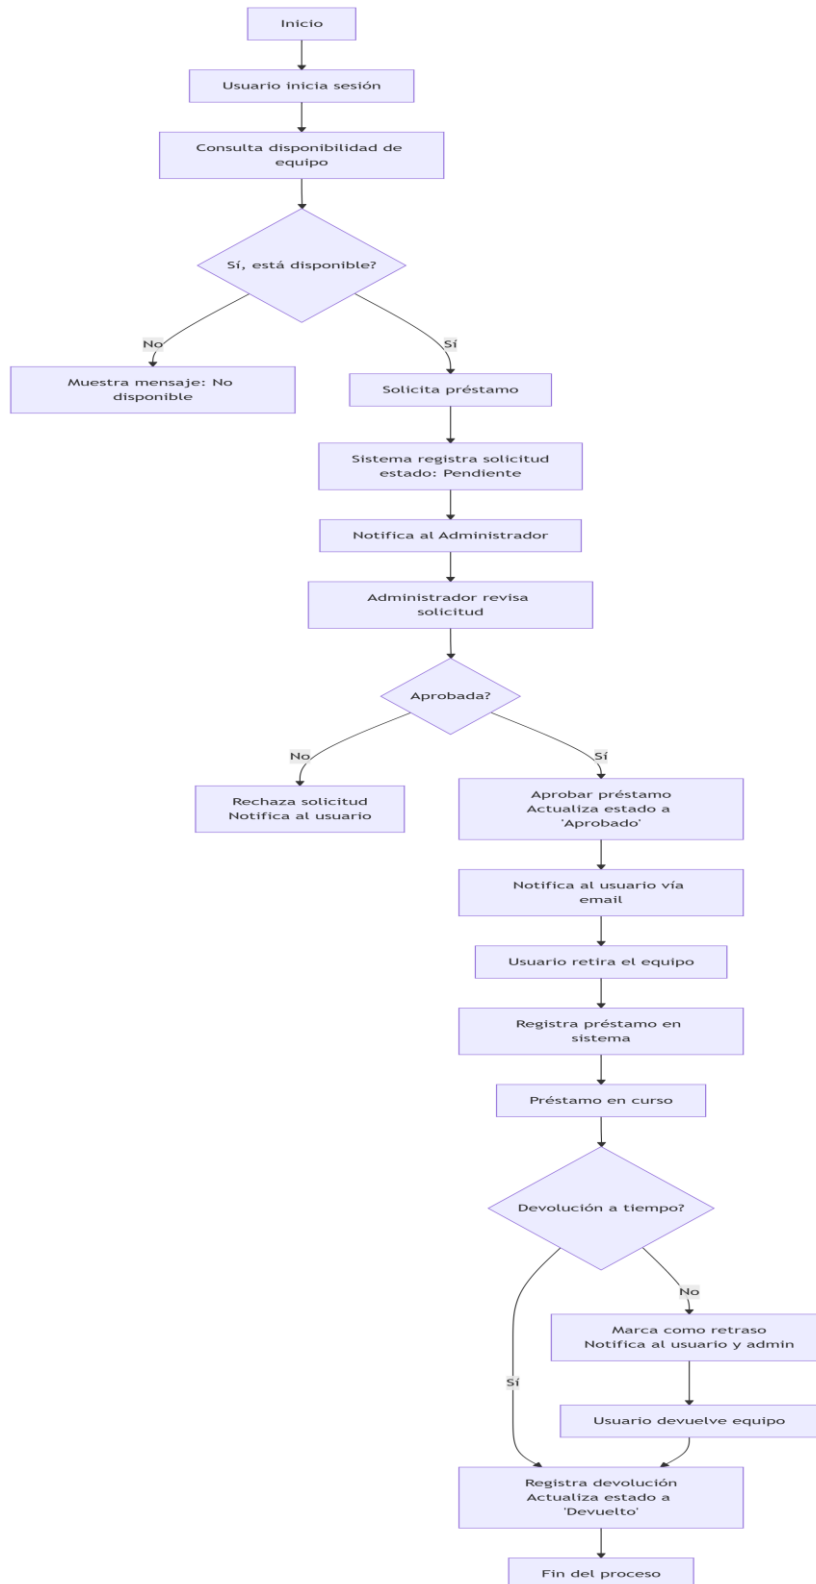 Inicio
Usuario inicia sesión
Consulta disponibilidad de
equipo
Sí, está disponible?
No
Sí
Muestra mensaje: No
disponible
Solicita préstamo
Sistema registra solicitud
estado: Pendiente
Notifica al Administrador
Administrador revisa
solicitud
Aprobada?
No
Sí
Rechaza solicitud
Notifica al usuario
Aprobar préstamo
Actualiza estado a
'Aprobado'
Notifica al usuario vía
email
Usuario retira el equipo
Registra préstamo en
sistema
Préstamo en curso
Devolución a tiempo?
No
Marca como retraso
Notifica al usuario y admin
Sí
Usuario devuelve equipo
Registra devolución
Actualiza estado a
'Devuelto'
Fin del proceso